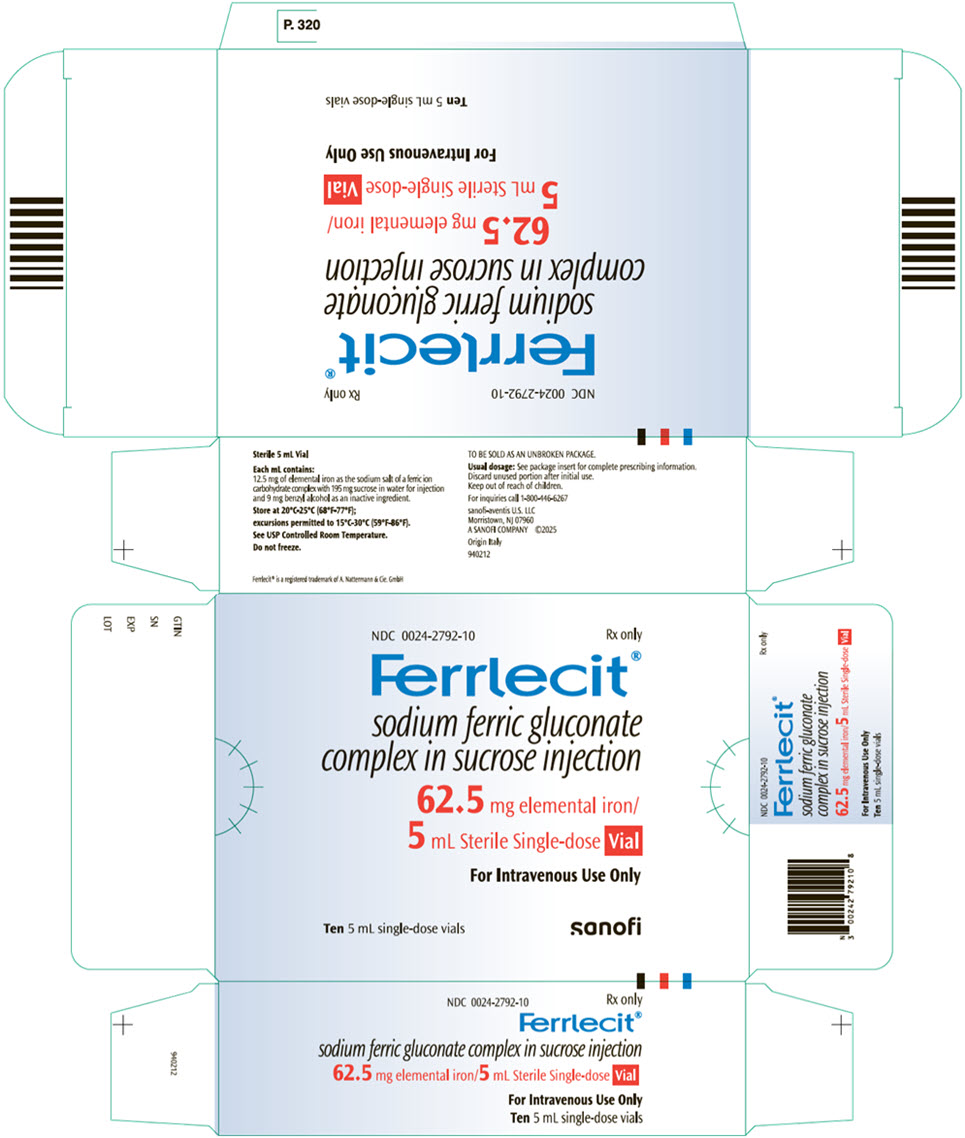 P. 320
NDC 0024-2792-10
Rx only
Ferrlecit®
sodium ferric gluconate
complex in sucrose injection
62.5 mg elemental iron/
5 mL Sterile Single-dose Vial
For Intravenous Use Only
Ten 5 mL single-dose vials
Sterile 5 mL Vial
Each mL contains:
12.5 mg of elemental iron as the sodium salt of a ferric ion
carbohydrate complex with 195 mg sucrose in water for injection
and 9 mg benzyl alcohol as an inactive ingredient.
Store at 20°C-25°C (68°F-77°F);
excursions permitted to 15°C-30°C (59°F-86°F).
See USP Controlled Room Temperature.
Do not freeze.
Ferrlecit® is a registered trademark of A. Nattermann & Cie. GmbH
TO BE SOLD AS AN UNBROKEN PACKAGE.
Usual dosage: See package insert for complete prescribing information.
Discard unused portion after initial use.
Keep out of reach of children.
For inquiries call 1-800-446-6267
sanofi-aventis U.S. LLC
Morristown, NJ 07960
A SANOFI COMPANY ©2025
Origin Italy
940212
GTIN
SN
EXP
LOT
NDC 0024-2792-10
Rx only
Ferrlecit®
sodium ferric gluconate
complex in sucrose injection
62.5 mg elemental iron/
5 mL Sterile Single-dose Vial
For Intravenous Use Only
Ten 5 mL single-dose vials
sanofi
NDC 0024-2792-10
Rx only
Ferrlecit®
sodium ferric gluconate
complex in sucrose injection
62.5 mg elemental iron/5 mL Sterile Single-dose Vial
For Intravenous Use Only
Ten 5 mL single-dose vials
N 3 00242 79210 8
940212
NDC 0024-2792-10
Rx only
Ferrlecit®
sodium ferric gluconate complex in sucrose injection
62.5 mg elemental iron/5 mL Sterile Single-dose Vial
For Intravenous Use Only
Ten 5 mL single-dose vials